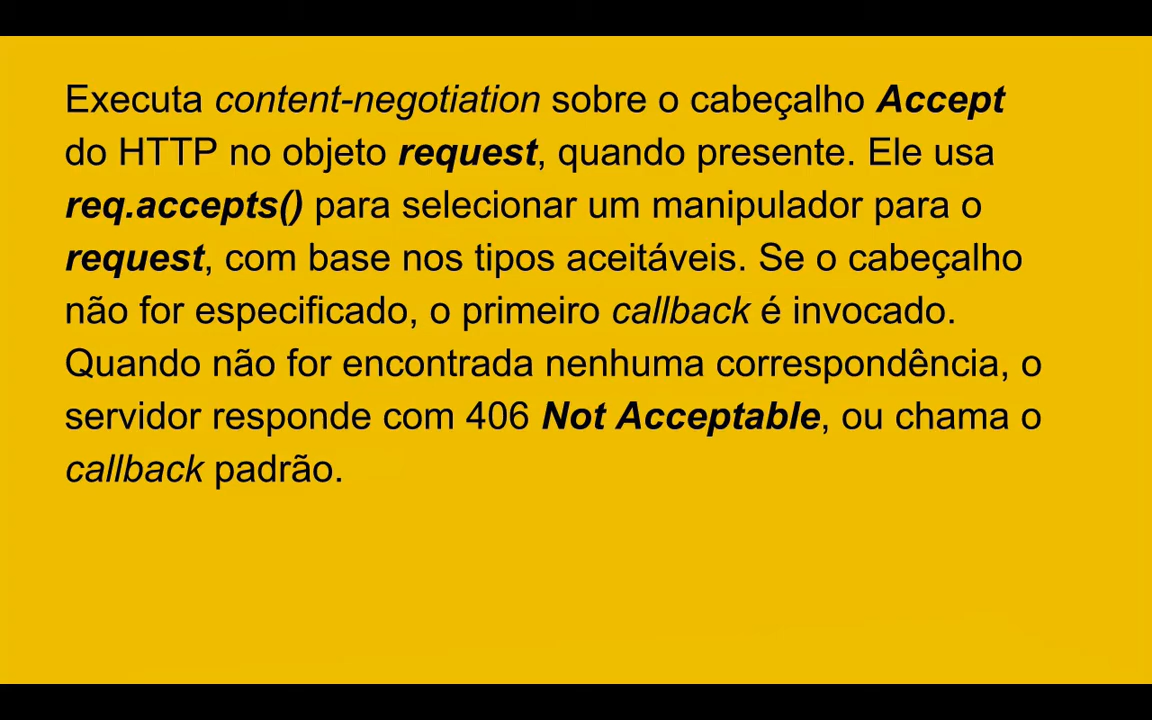 Executa content-negotiation sobre o cabeçalho Accept
do HTTP no objeto request, quando presente. Ele usa
req.accepts() para selecionar um manipulador para o
request, com base nos tipos aceitáveis. Se o cabeçalho
não for especificado, o primeiro callback é invocado.
Quando não for encontrada nenhuma correspondência, o
servidor responde com 406 Not Acceptable, ou chama o
callback padrão.